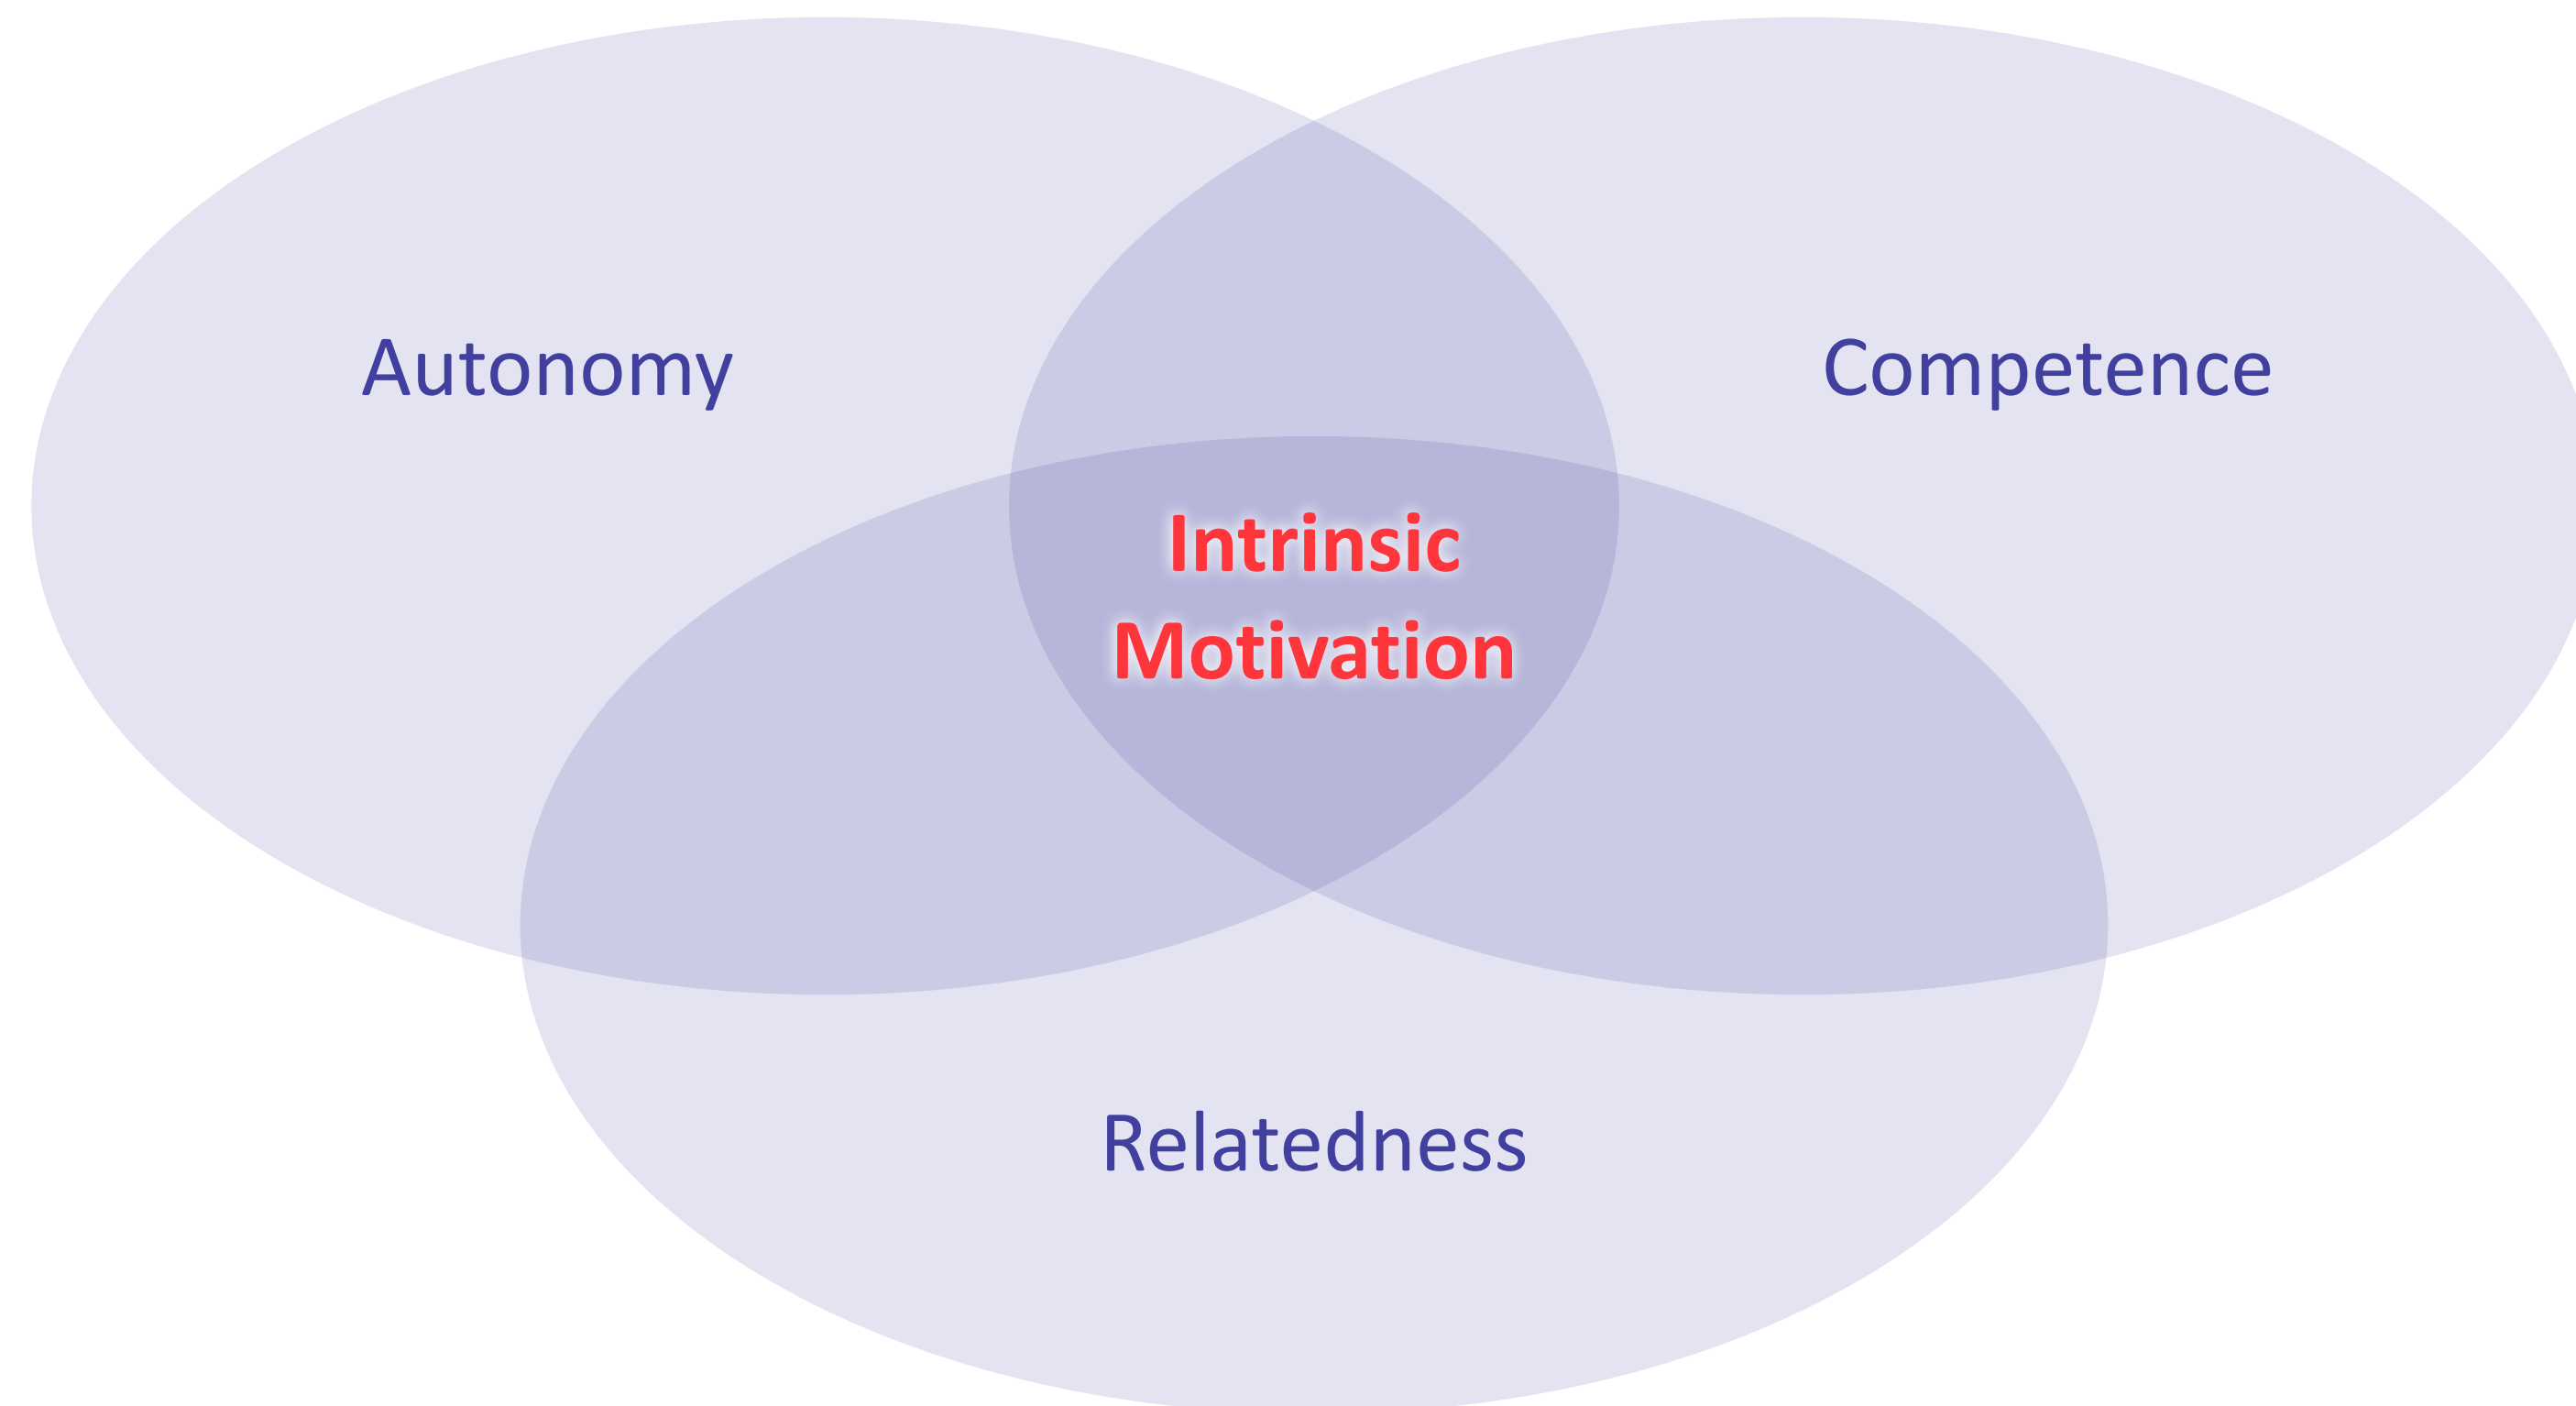 Autonomy
Competence
Intrinsic
Motivation
Relatedness